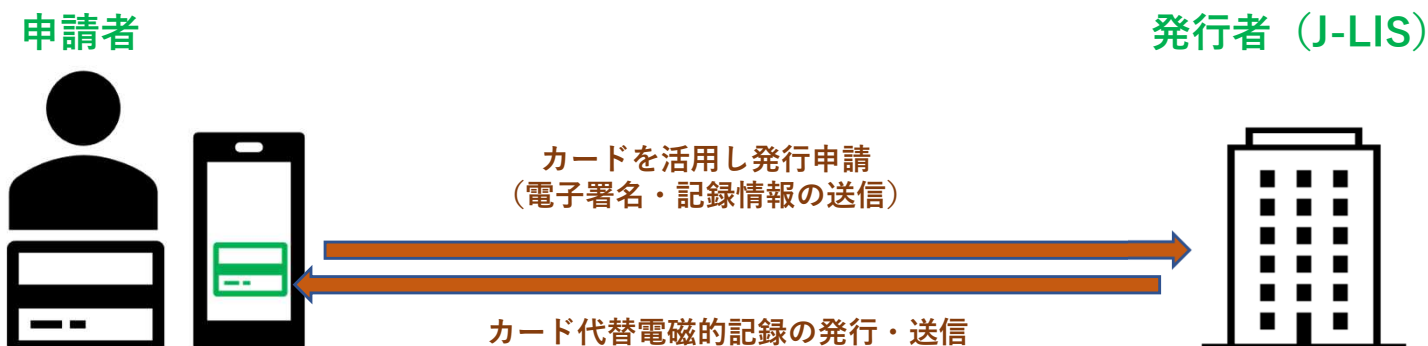 申請者
発行者（J-LIS）
カードを活用し発行申請
（電子署名・記録情報の送信）
カード代替電磁的記録の発行・送信